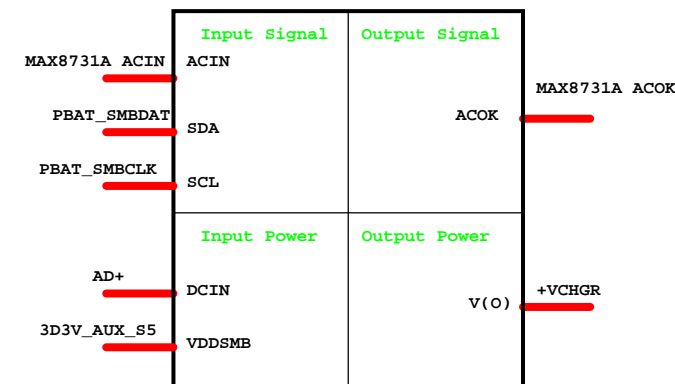 Input Signal Output Signal
MAX8731A ACIN ACIN
MAX8731A ACOK
PBAT_SMBDAT SDA ACOK
PBAT_SMBCLK SCL
Input Power Output Power
AD+ DCIN V(O) +VCHGR
3D3V_AUX_S5 VDDSMB